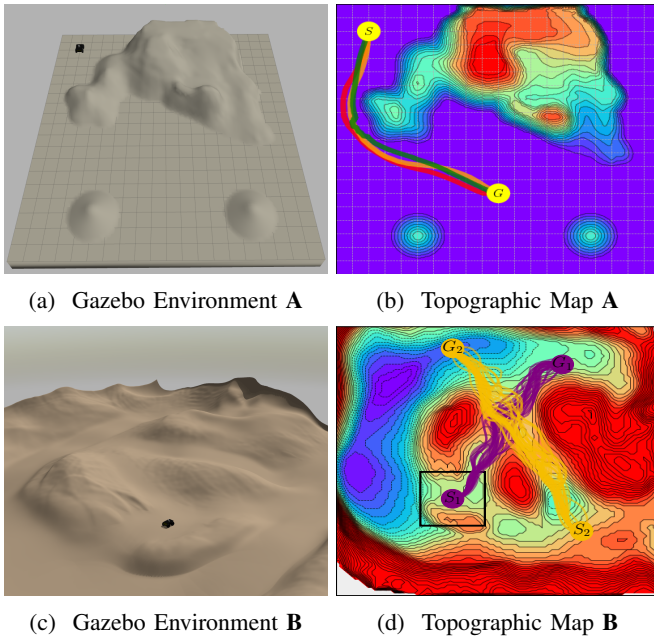 S
G
(a) Gazebo Environment A
(b) Topographic Map A
G₂
G₁
S₁
S₂
(c) Gazebo Environment B
(d) Topographic Map B